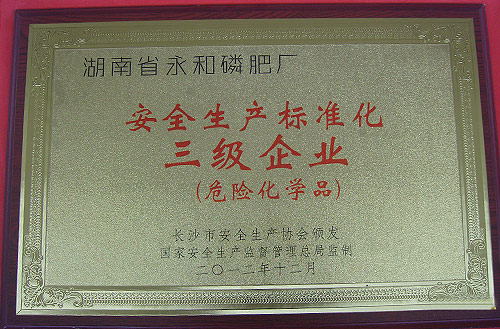 湖南省永和磷肥厂
安全生产标准化
三级企业
(危险化学品)
长沙市安全生产协会颁发
国家安全生产监督管理总局监制
二〇一二年十二月